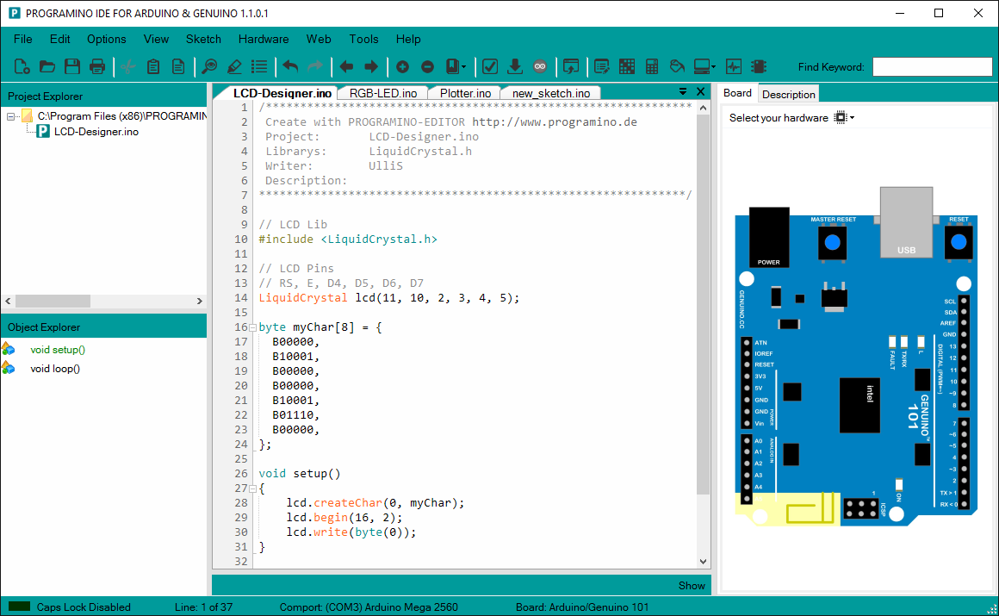 P PROGRAMINO IDE FOR ARDUINO & GENUINO 1.1.0.1
File Edit Options View Sketch Hardware Web Tools Help
Find Keyword:
Project Explorer
C:\Program Files (x86)\PROGRAMIN
P LCD-Designer.ino
Object Explorer
void setup()
void loop()
LCD-Designer.ino RGB-LED.ino Plotter.ino new_sketch.ino
1 /**************************************************************
2 Create with PROGRAMINO-EDITOR http://www.programino.de
3 Project: LCD-Designer.ino
4 Librarys: LiquidCrystal.h
5 Writer: UlliS
6 Description:
7 **************************************************************/
8
9 // LCD Lib
10 #include <LiquidCrystal.h>
11
12 // LCD Pins
13 // RS, E, D4, D5, D6, D7
14 LiquidCrystal lcd(11, 10, 2, 3, 4, 5);
15
16 byte myChar[8] = {
17 B00000,
18 B10001,
19 B00000,
20 B00000,
21 B10001,
22 B01110,
23 B00000,
24 };
25
26 void setup()
27 {
28 lcd.createChar(0, myChar);
29 lcd.begin(16, 2);
30 lcd.write(byte(0));
31 }
32
Show
Board Description
Select your hardware
MASTER RESET
RESET
POWER
USB
GENUINO.CC
SCL
SDA
AREF
GND
13
12
11
10
~9
8
7
~6
~5
4
~3
2
TX > 1
RX < 0
DIGITAL (PWM=~)
FAULT
TX/RX
L
ATN
IOREF
RESET
3V3
5V
GND
GND
Vin
POWER
A0
A1
A2
A3
A4
ANALOG IN
intel
GENUINO™
101
ON
1
ICSP
Caps Lock Disabled Line: 1 of 37 Comport: (COM3) Arduino Mega 2560 Board: Arduino/Genuino 101